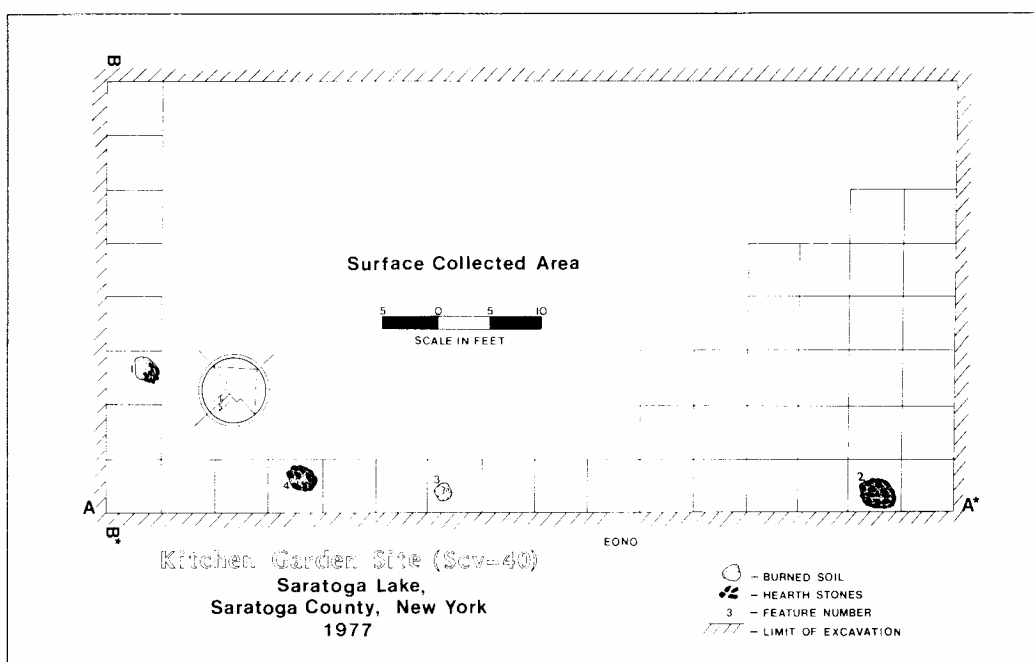 B
Surface Collected Area
5 0 5 10
SCALE IN FEET
1
4
3
2
A
A*
B*
EONO
Kitchen Garden Site (Scv-40)
Saratoga Lake,
Saratoga County, New York
1977
- BURNED SOIL
- HEARTH STONES
3 - FEATURE NUMBER
- LIMIT OF EXCAVATION